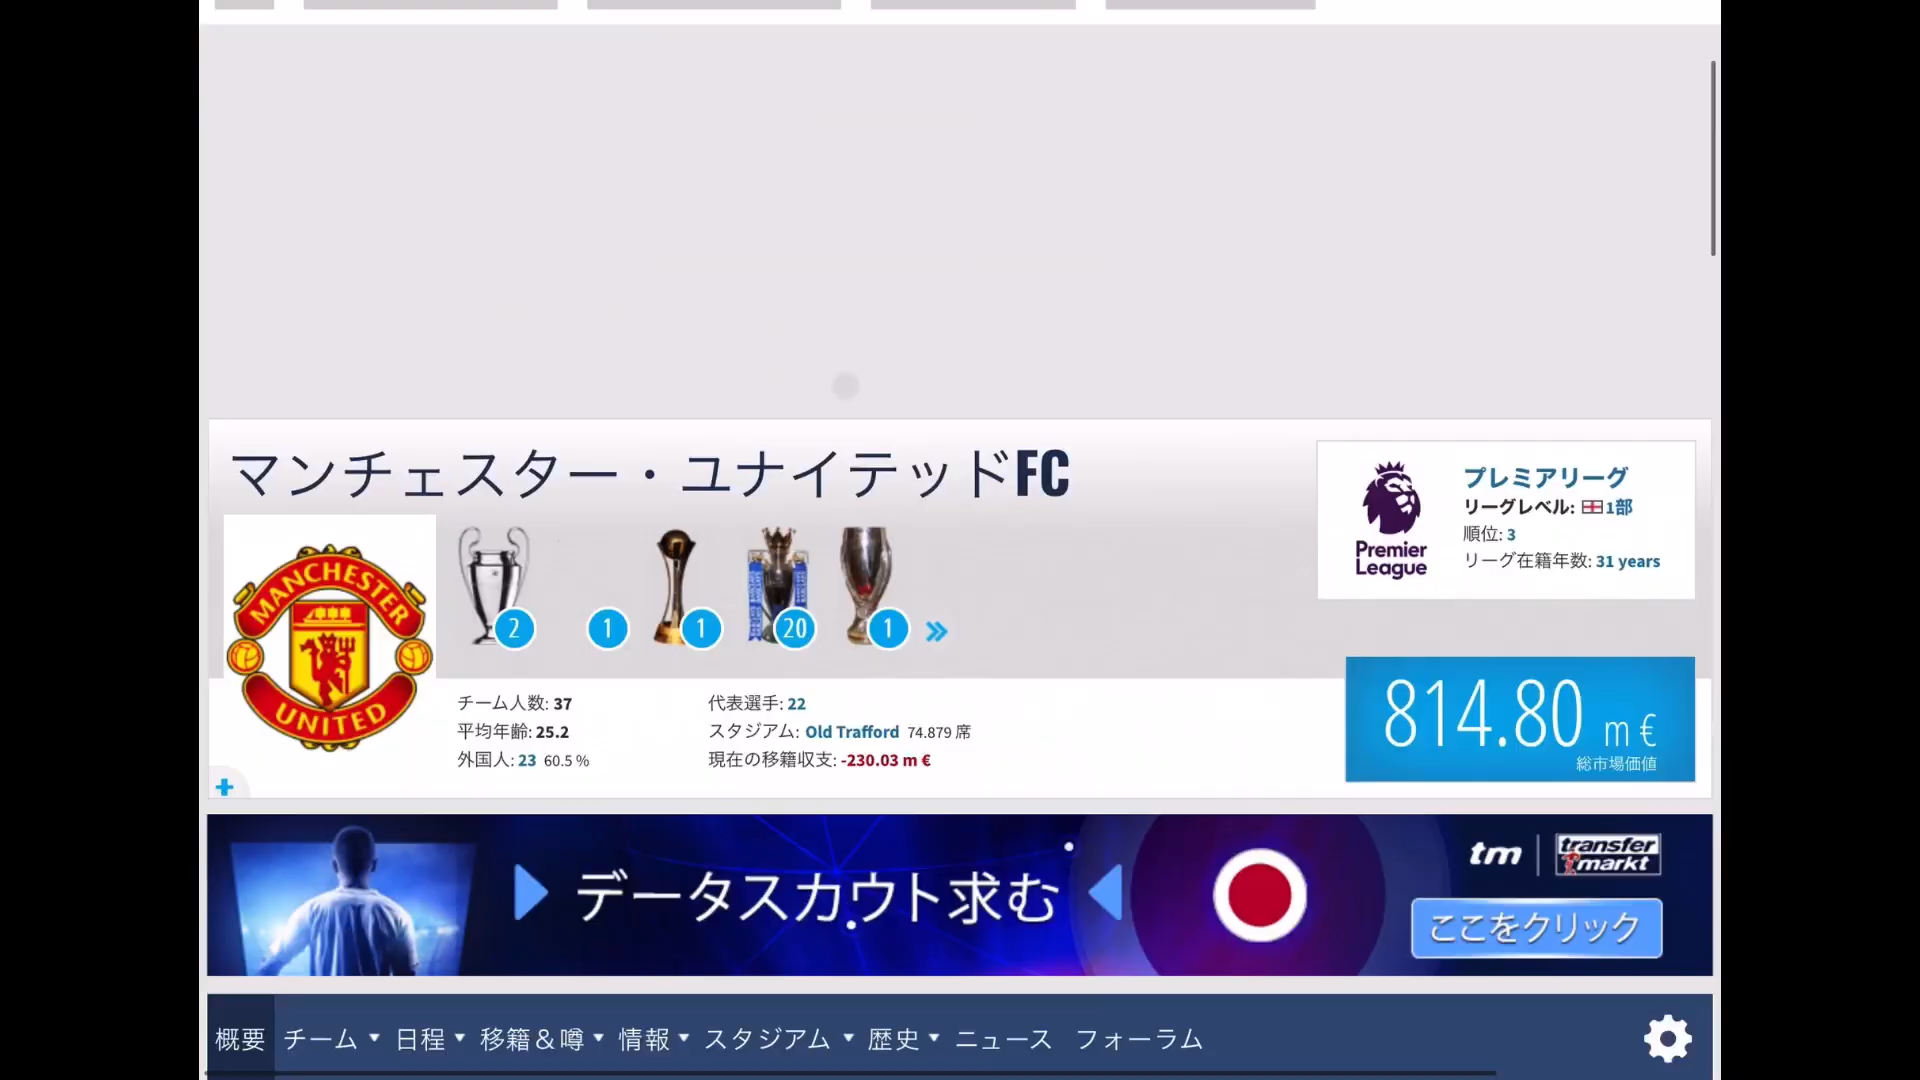 マンチェスター・ユナイテッドFC
MANCHESTER
UNITED
2
1
1
20
1
Premier
League
プレミアリーグ
リーグレベル: 1部
順位: 3
リーグ在籍年数: 31 years
チーム人数: 37
平均年齢: 25.2
外国人: 23 60.5 %
代表選手: 22
スタジアム: Old Trafford 74.879 席
現在の移籍収支: -230.03 m €
814.80 m €
総市場価値
データスカウト求む
tm
transfer
markt
ここをクリック
概要 チーム 日程 移籍＆噂 情報 スタジアム 歴史 ニュース フォーラム